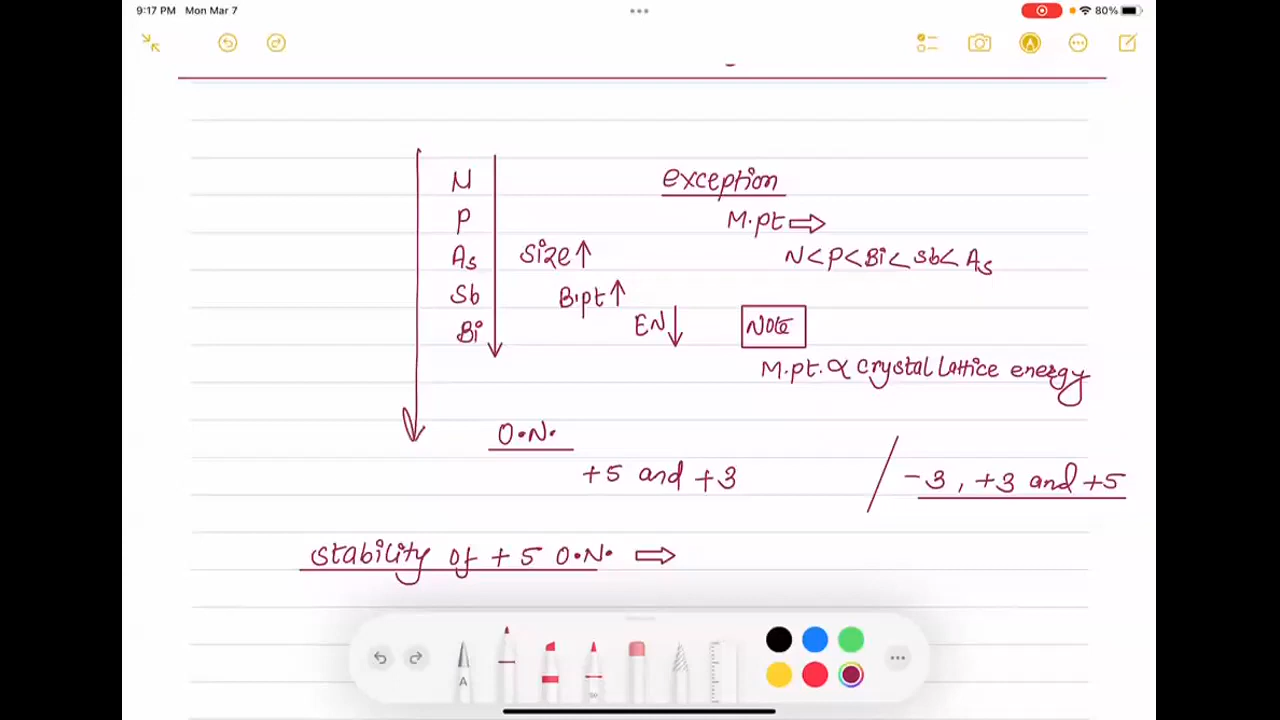 9:17 PM Mon Mar 7
80%
N
exception
P
M.pt ⇒
As
Size ↑
N < P < Bi < Sb < As
Sb
B.pt ↑
Bi
EN ↓
Note
M.pt. ∝ Crystal Lattice energy
O.N.
+5 and +3
/ -3, +3 and +5
stability of +5 O.N. ⇒
A
50